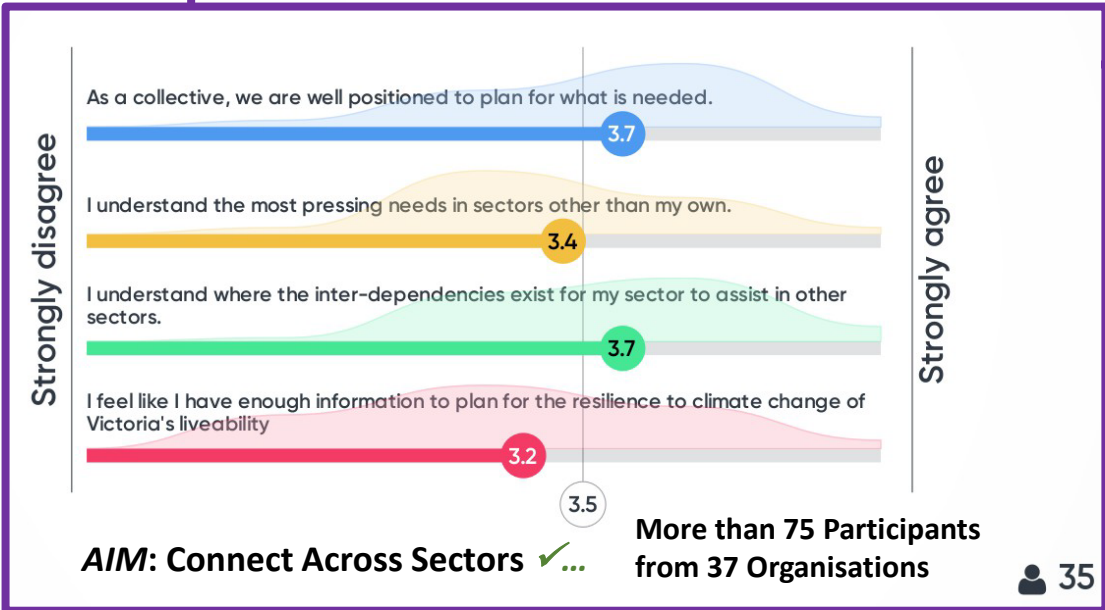 Strongly disagree
As a collective, we are well positioned to plan for what is needed.
3.7
I understand the most pressing needs in sectors other than my own.
3.4
I understand where the inter-dependencies exist for my sector to assist in other
sectors.
3.7
I feel like I have enough information to plan for the resilience to climate change of
Victoria's liveability
3.2
3.5
Strongly agree
AIM: Connect Across Sectors ✓...
More than 75 Participants
from 37 Organisations
35